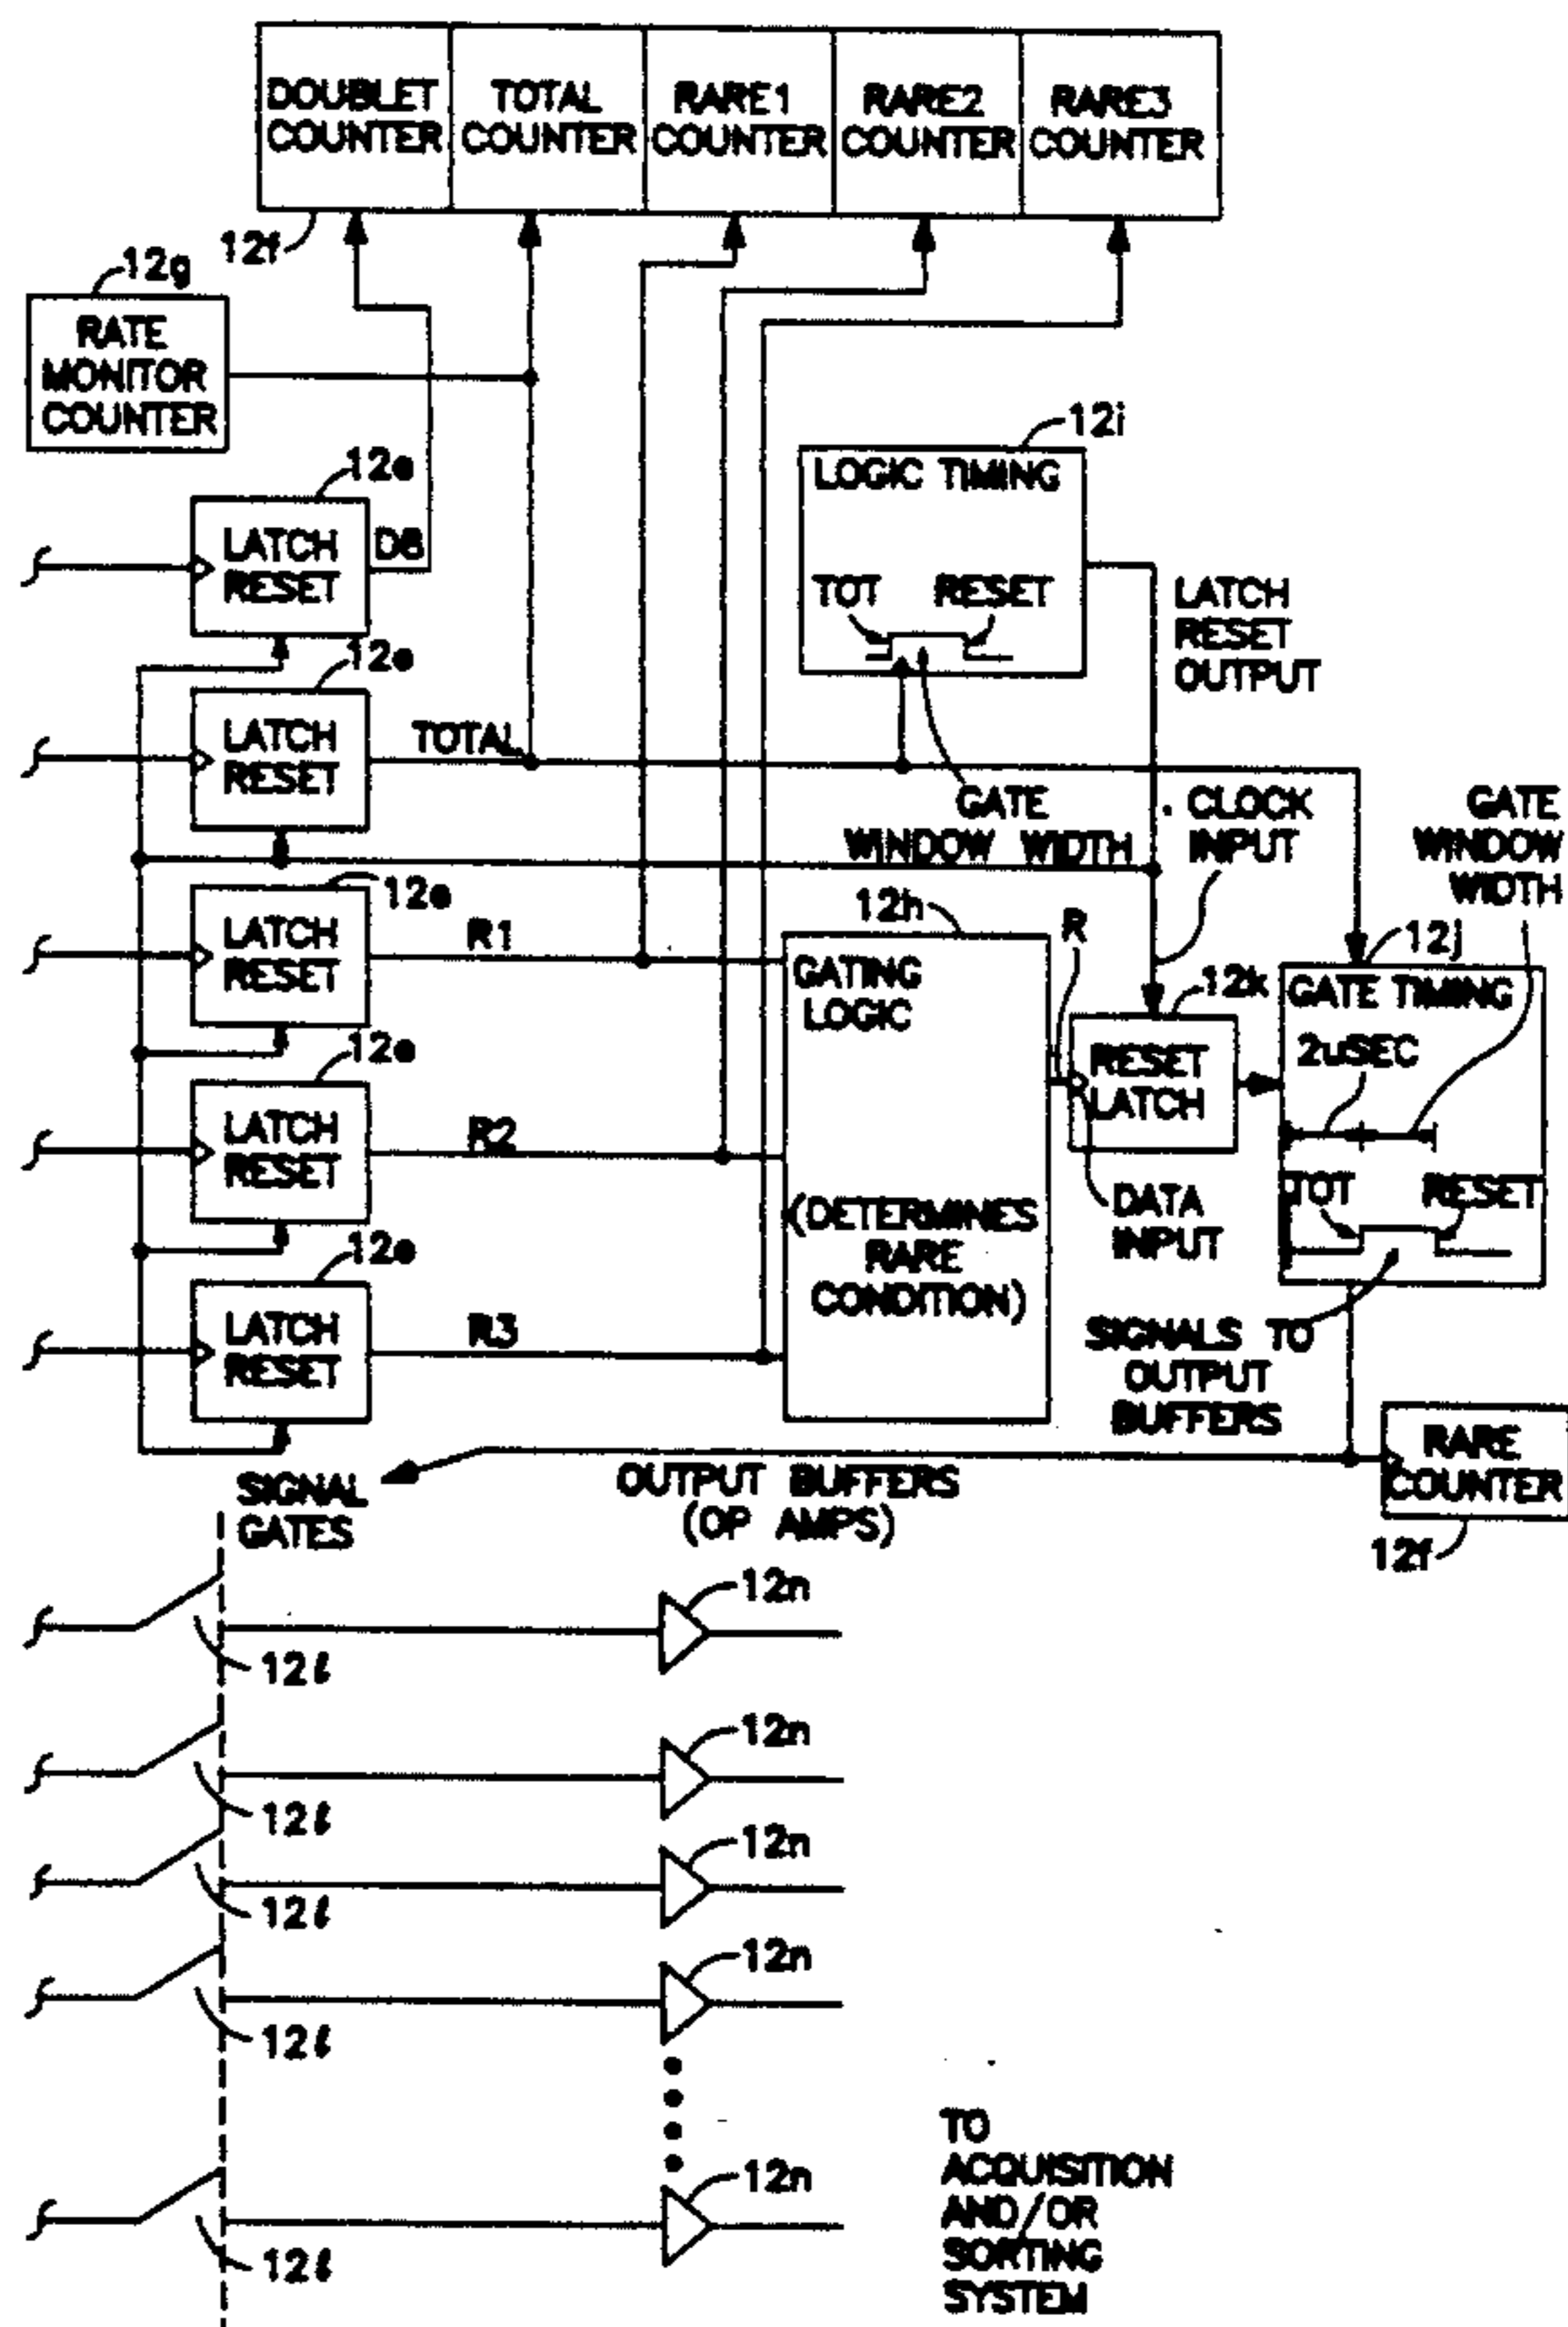 DOUBLET
COUNTER
TOTAL
COUNTER
RARE1
COUNTER
RARE2
COUNTER
RARE3
COUNTER
12f
12g
RATE
MONITOR
COUNTER
12e
LATCH
RESET
12i
LOGIC TIMING
TOT
RESET
LATCH
RESET
OUTPUT
12e
LATCH
RESET
TOTAL
GATE
WINDOW WIDTH
CLOCK
INPUT
GATE
WINDOW
WIDTH
12e
LATCH
RESET
R1
12h
GATING
LOGIC
(DETERMINES
RARE
CONDITION)
R
12k
RESET
LATCH
DATA
INPUT
12j
GATE TIMING
2uSEC
TOT
RESET
12e
LATCH
RESET
R2
12e
LATCH
RESET
R3
SIGNALS TO
OUTPUT
BUFFERS
RARE
COUNTER
12f
SIGNAL
GATES
OUTPUT BUFFERS
(OP AMPS)
12n
12ℓ
12n
12ℓ
12n
12ℓ
12n
12ℓ
12n
12ℓ
TO
ACQUISITION
AND/OR
SORTING
SYSTEM